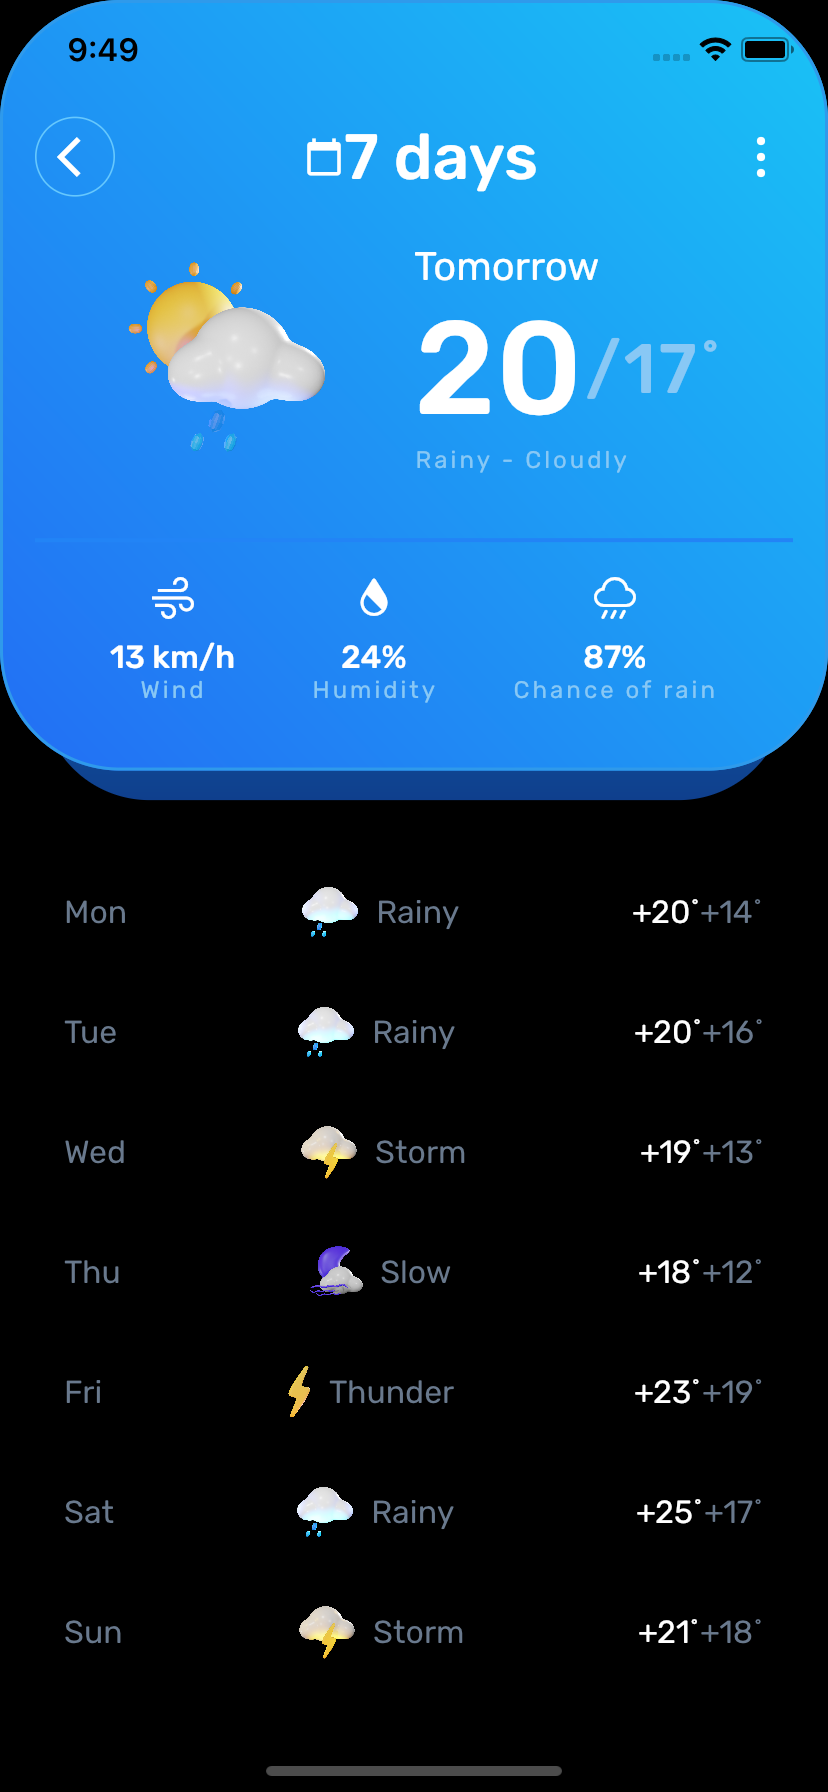 9:49
7 days
Tomorrow
20/17°
Rainy - Cloudly
13 km/h 24% 87%
Wind Humidity Chance of rain
Mon Rainy +20°+14°
Tue Rainy +20°+16°
Wed Storm +19°+13°
Thu Slow +18°+12°
Fri Thunder +23°+19°
Sat Rainy +25°+17°
Sun Storm +21°+18°